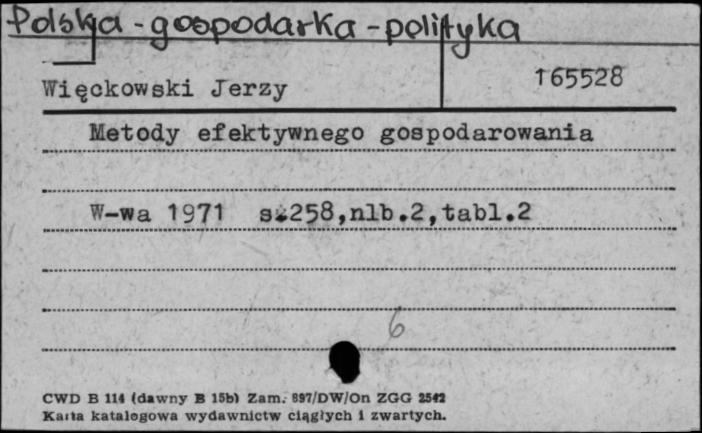 Polska - gospodarka - polityka
Więckowski Jerzy
165528
Metody efektywnego gospodarowania
W-wa 1971 s.258,nlb.2,tabl.2
6
CWD B 114 (dawny B 15b) Zam. 897/DW/On ZGG 2542
Karta katalogowa wydawnictw ciągłych i zwartych.